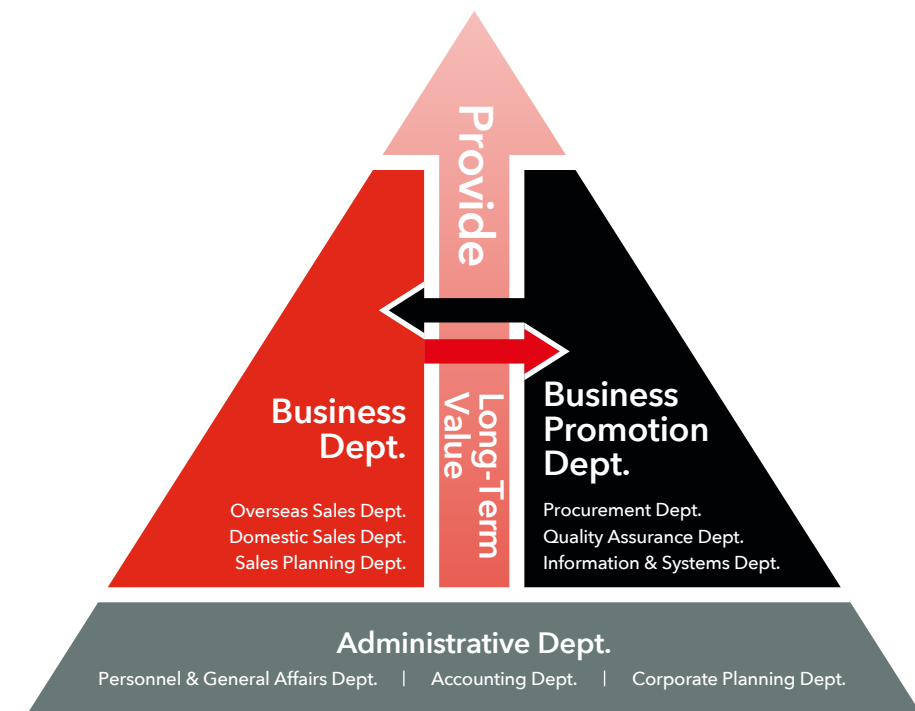 Provide
Long-Term
Value
Business
Dept.
Overseas Sales Dept.
Domestic Sales Dept.
Sales Planning Dept.
Business
Promotion
Dept.
Procurement Dept.
Quality Assurance Dept.
Information & Systems Dept.
Administrative Dept.
Personnel & General Affairs Dept. | Accounting Dept. | Corporate Planning Dept.